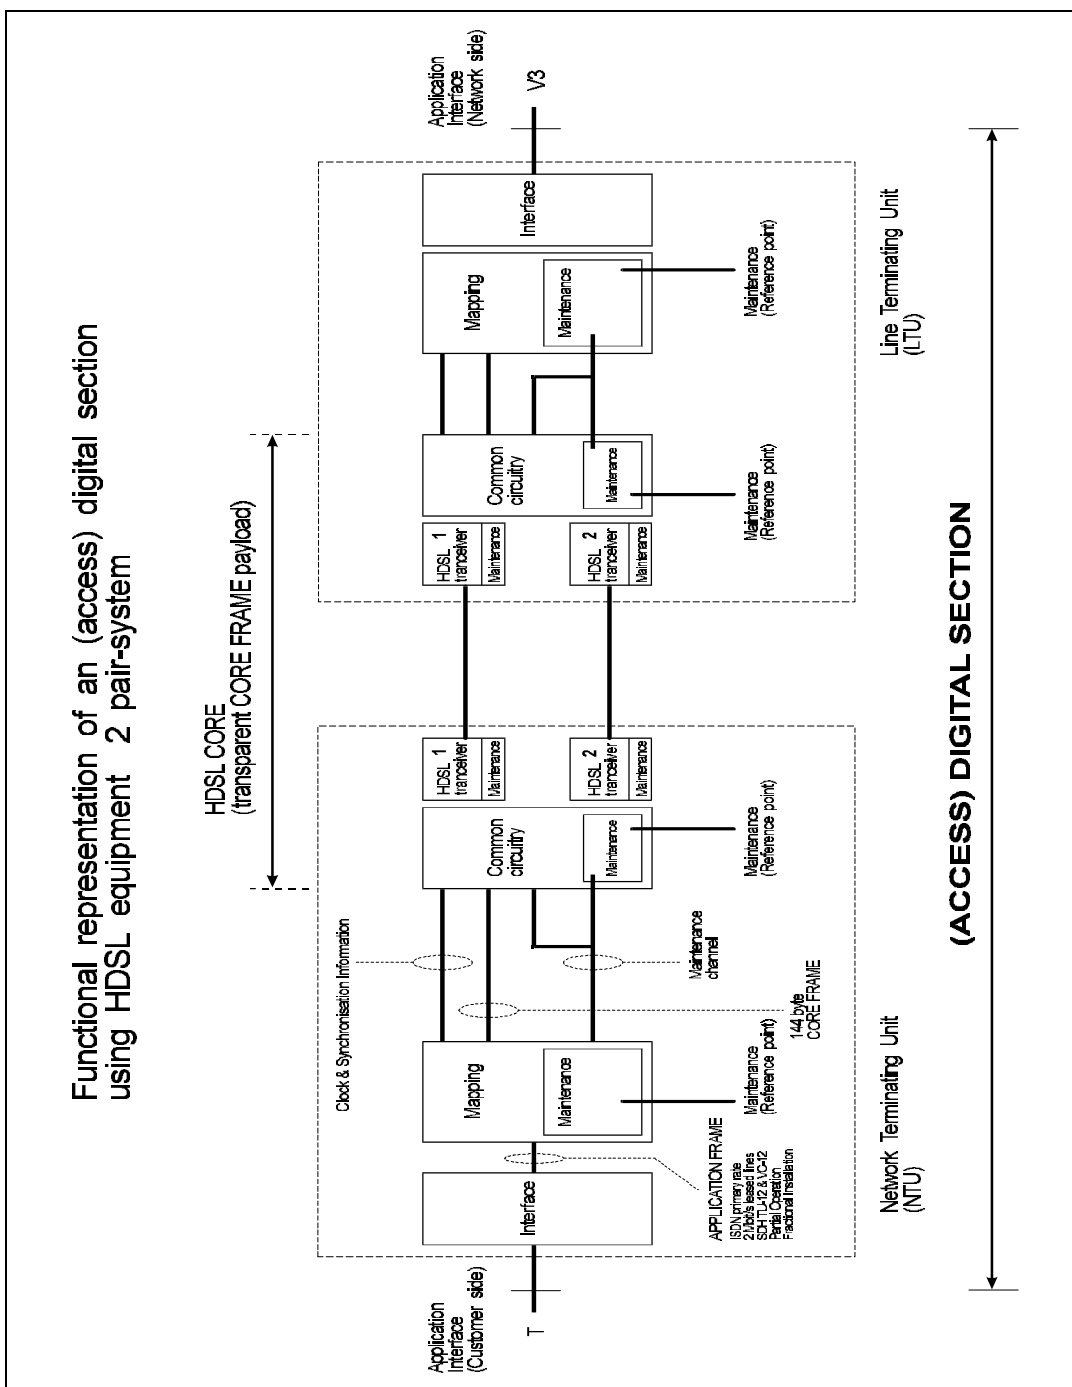 Functional representation of an (access) digital section
using HDSL equipment 2 pair-system
HDSL CORE
(transparent CORE FRAME payload)
Clock & Synchronisation Information
Application
Interface
(Customer side)
T
Interface
Mapping
Maintenance
Common
circuitry
Maintenance
HDSL 1
tranceiver
Maintenance
HDSL 2
tranceiver
Maintenance
HDSL 1
tranceiver
Maintenance
HDSL 2
tranceiver
Maintenance
Common
circuitry
Maintenance
Mapping
Maintenance
Interface
Application
Interface
(Network side)
V3
APPLICATION FRAME
ISDN primary rate
2 Mbit/s leased lines
SDH TU-12 & VC-12
Partial Operation
Fractional Installation
Maintenance
(Reference point)
Maintenance
channel
144 byte
CORE FRAME
Maintenance
(Reference point)
Maintenance
(Reference point)
Maintenance
(Reference point)
Network Terminating Unit
(NTU)
Line Terminating Unit
(LTU)
(ACCESS) DIGITAL SECTION